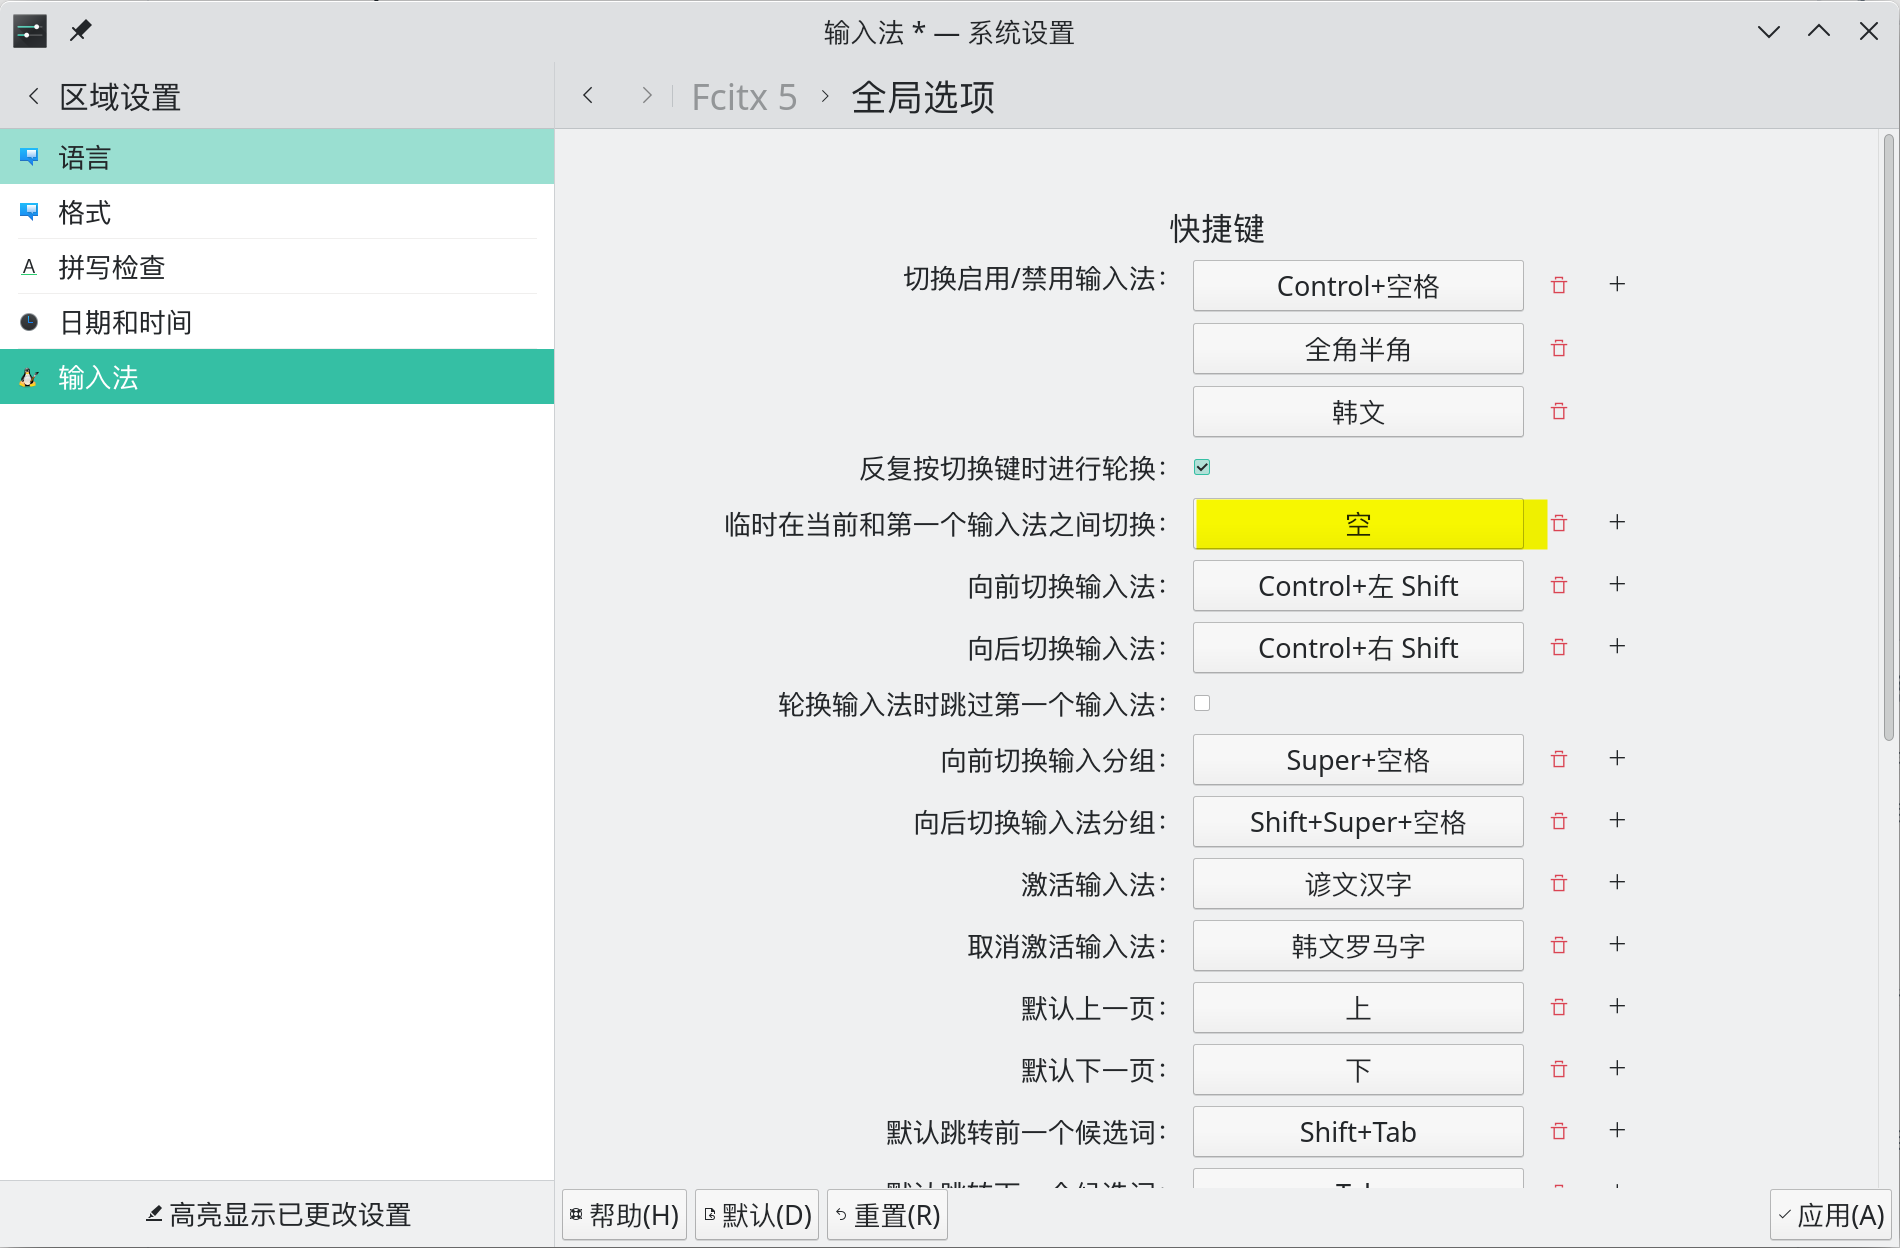 输入法 * — 系统设置
区域设置
Fcitx 5 › 全局选项
语言
格式
拼写检查
日期和时间
输入法
快捷键
切换启用/禁用输入法： Control+空格
全角半角
韩文
反复按切换键时进行轮换：
临时在当前和第一个输入法之间切换： 空
向前切换输入法： Control+左 Shift
向后切换输入法： Control+右 Shift
轮换输入法时跳过第一个输入法：
向前切换输入分组： Super+空格
向后切换输入法分组： Shift+Super+空格
激活输入法： 谚文汉字
取消激活输入法： 韩文罗马字
默认上一页： 上
默认下一页： 下
默认跳转前一个候选词： Shift+Tab
高亮显示已更改设置
帮助(H) 默认(D) 重置(R) 应用(A)